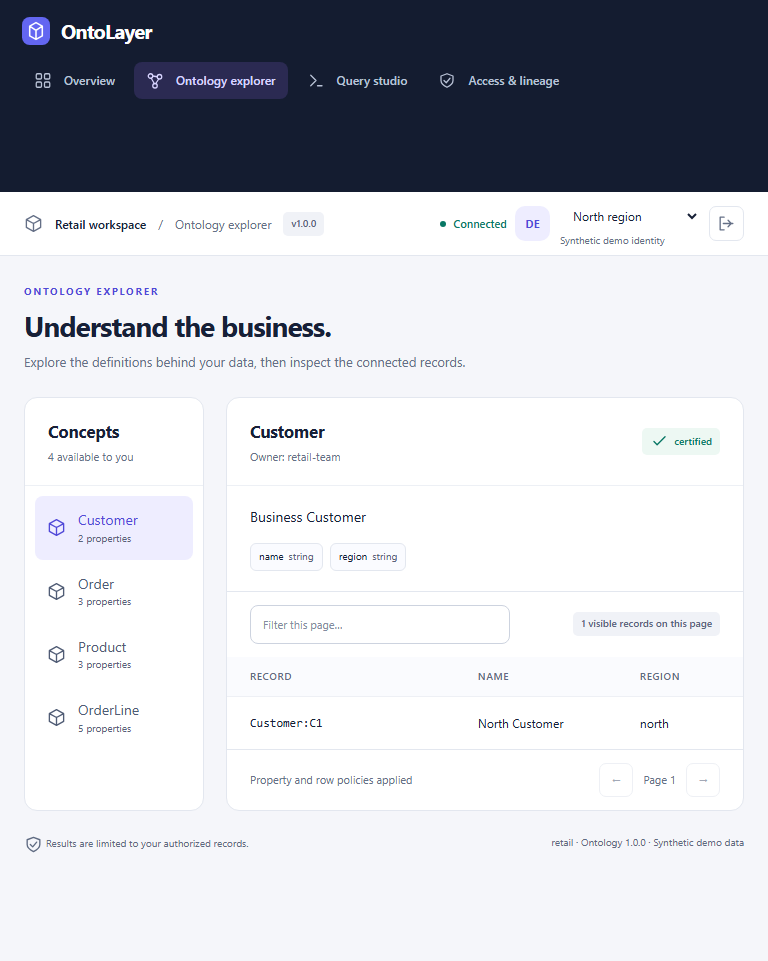 OntoLayer
Overview
Ontology explorer
Query studio
Access & lineage
Retail workspace / Ontology explorer v1.0.0
Connected
DE
North region
Synthetic demo identity
ONTOLOGY EXPLORER
Understand the business.
Explore the definitions behind your data, then inspect the connected records.
Concepts
4 available to you
Customer
2 properties
Order
3 properties
Product
3 properties
OrderLine
5 properties
Customer
Owner: retail-team
certified
Business Customer
name string
region string
Filter this page...
1 visible records on this page
RECORD NAME REGION
Customer:C1 North Customer north
Property and row policies applied
← Page 1 →
Results are limited to your authorized records.
retail · Ontology 1.0.0 · Synthetic demo data